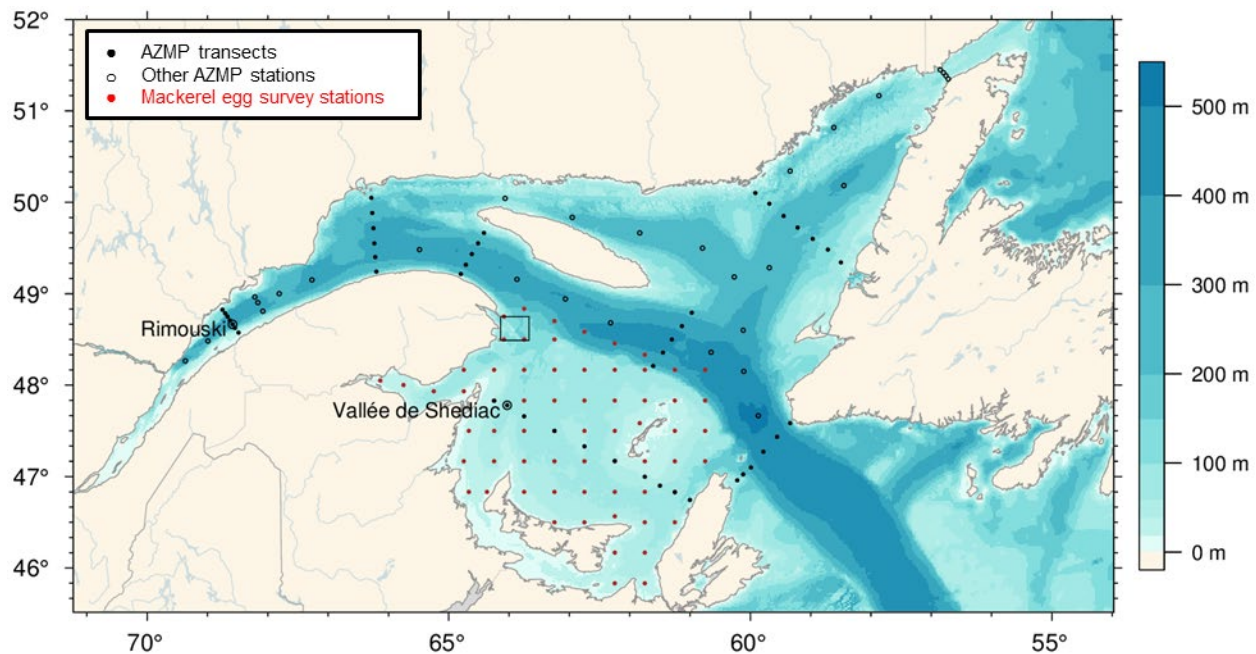 52°
51°
50°
49°
48°
47°
46°
AZMP transects
Other AZMP stations
Mackerel egg survey stations
Rimouski
Vallée de Shediac
70°
65°
60°
55°
500 m
400 m
300 m
200 m
100 m
0 m